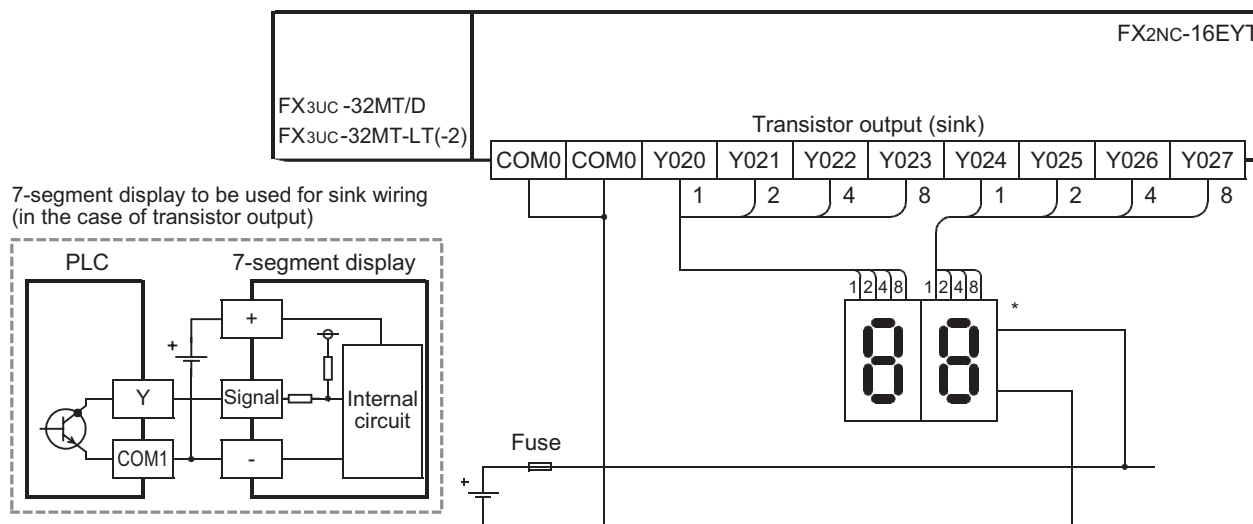 FX2NC-16EYT
FX3UC -32MT/D
FX3UC-32MT-LT(-2)
Transistor output (sink)
COM0 COM0 Y020 Y021 Y022 Y023 Y024 Y025 Y026 Y027
1 2 4 8 1 2 4 8
7-segment display to be used for sink wiring
(in the case of transistor output)
PLC 7-segment display
+
+
Y Signal Internal
circuit
COM1 -
1 2 4 8 1 2 4 8
*
8 8
Fuse
+